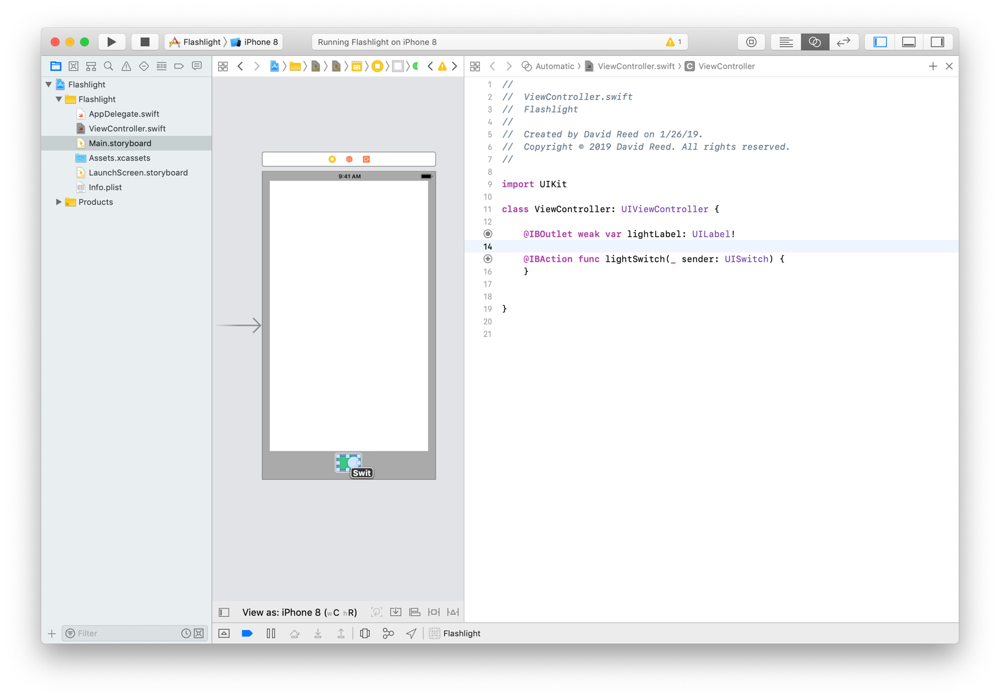 Flashlight 〉 iPhone 8
Running Flashlight on iPhone 8
1
Flashlight
Flashlight
AppDelegate.swift
ViewController.swift
Main.storyboard
Assets.xcassets
LaunchScreen.storyboard
Info.plist
Products
Filter
9:41 AM
Swit
View as: iPhone 8 (wC hR)
Automatic 〉 ViewController.swift 〉 C ViewController
1 //
2 //  ViewController.swift
3 //  Flashlight
4 //
5 //  Created by David Reed on 1/26/19.
6 //  Copyright © 2019 David Reed. All rights reserved.
7 //
8
9 import UIKit
10
11 class ViewController: UIViewController {
12
@IBOutlet weak var lightLabel: UILabel!
14
@IBAction func lightSwitch(_ sender: UISwitch) {
16 }
17
18
19 }
20
21
Flashlight